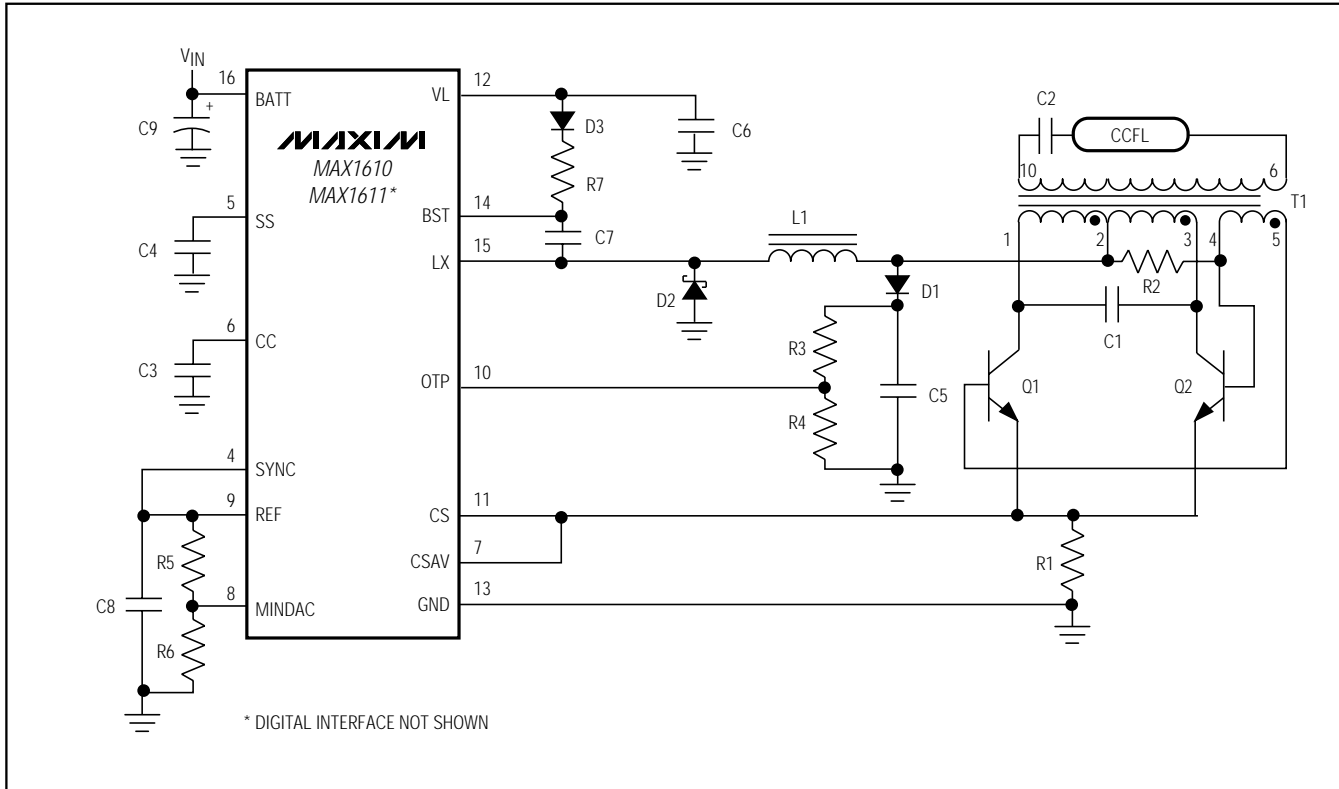 VIN
16
BATT
C9
+
MAXIM
MAX1610
MAX1611*
5
SS
C4
6
CC
C3
4
SYNC
9
REF
R5
8
MINDAC
C8
R6
12
VL
D3
C6
R7
14
BST
C7
15
LX
L1
D2
D1
R3
10
OTP
R4
C5
11
CS
7
CSAV
13
GND
R1
C2
CCFL
10
6
T1
1
2
3
4
5
R2
C1
Q1
Q2
* DIGITAL INTERFACE NOT SHOWN